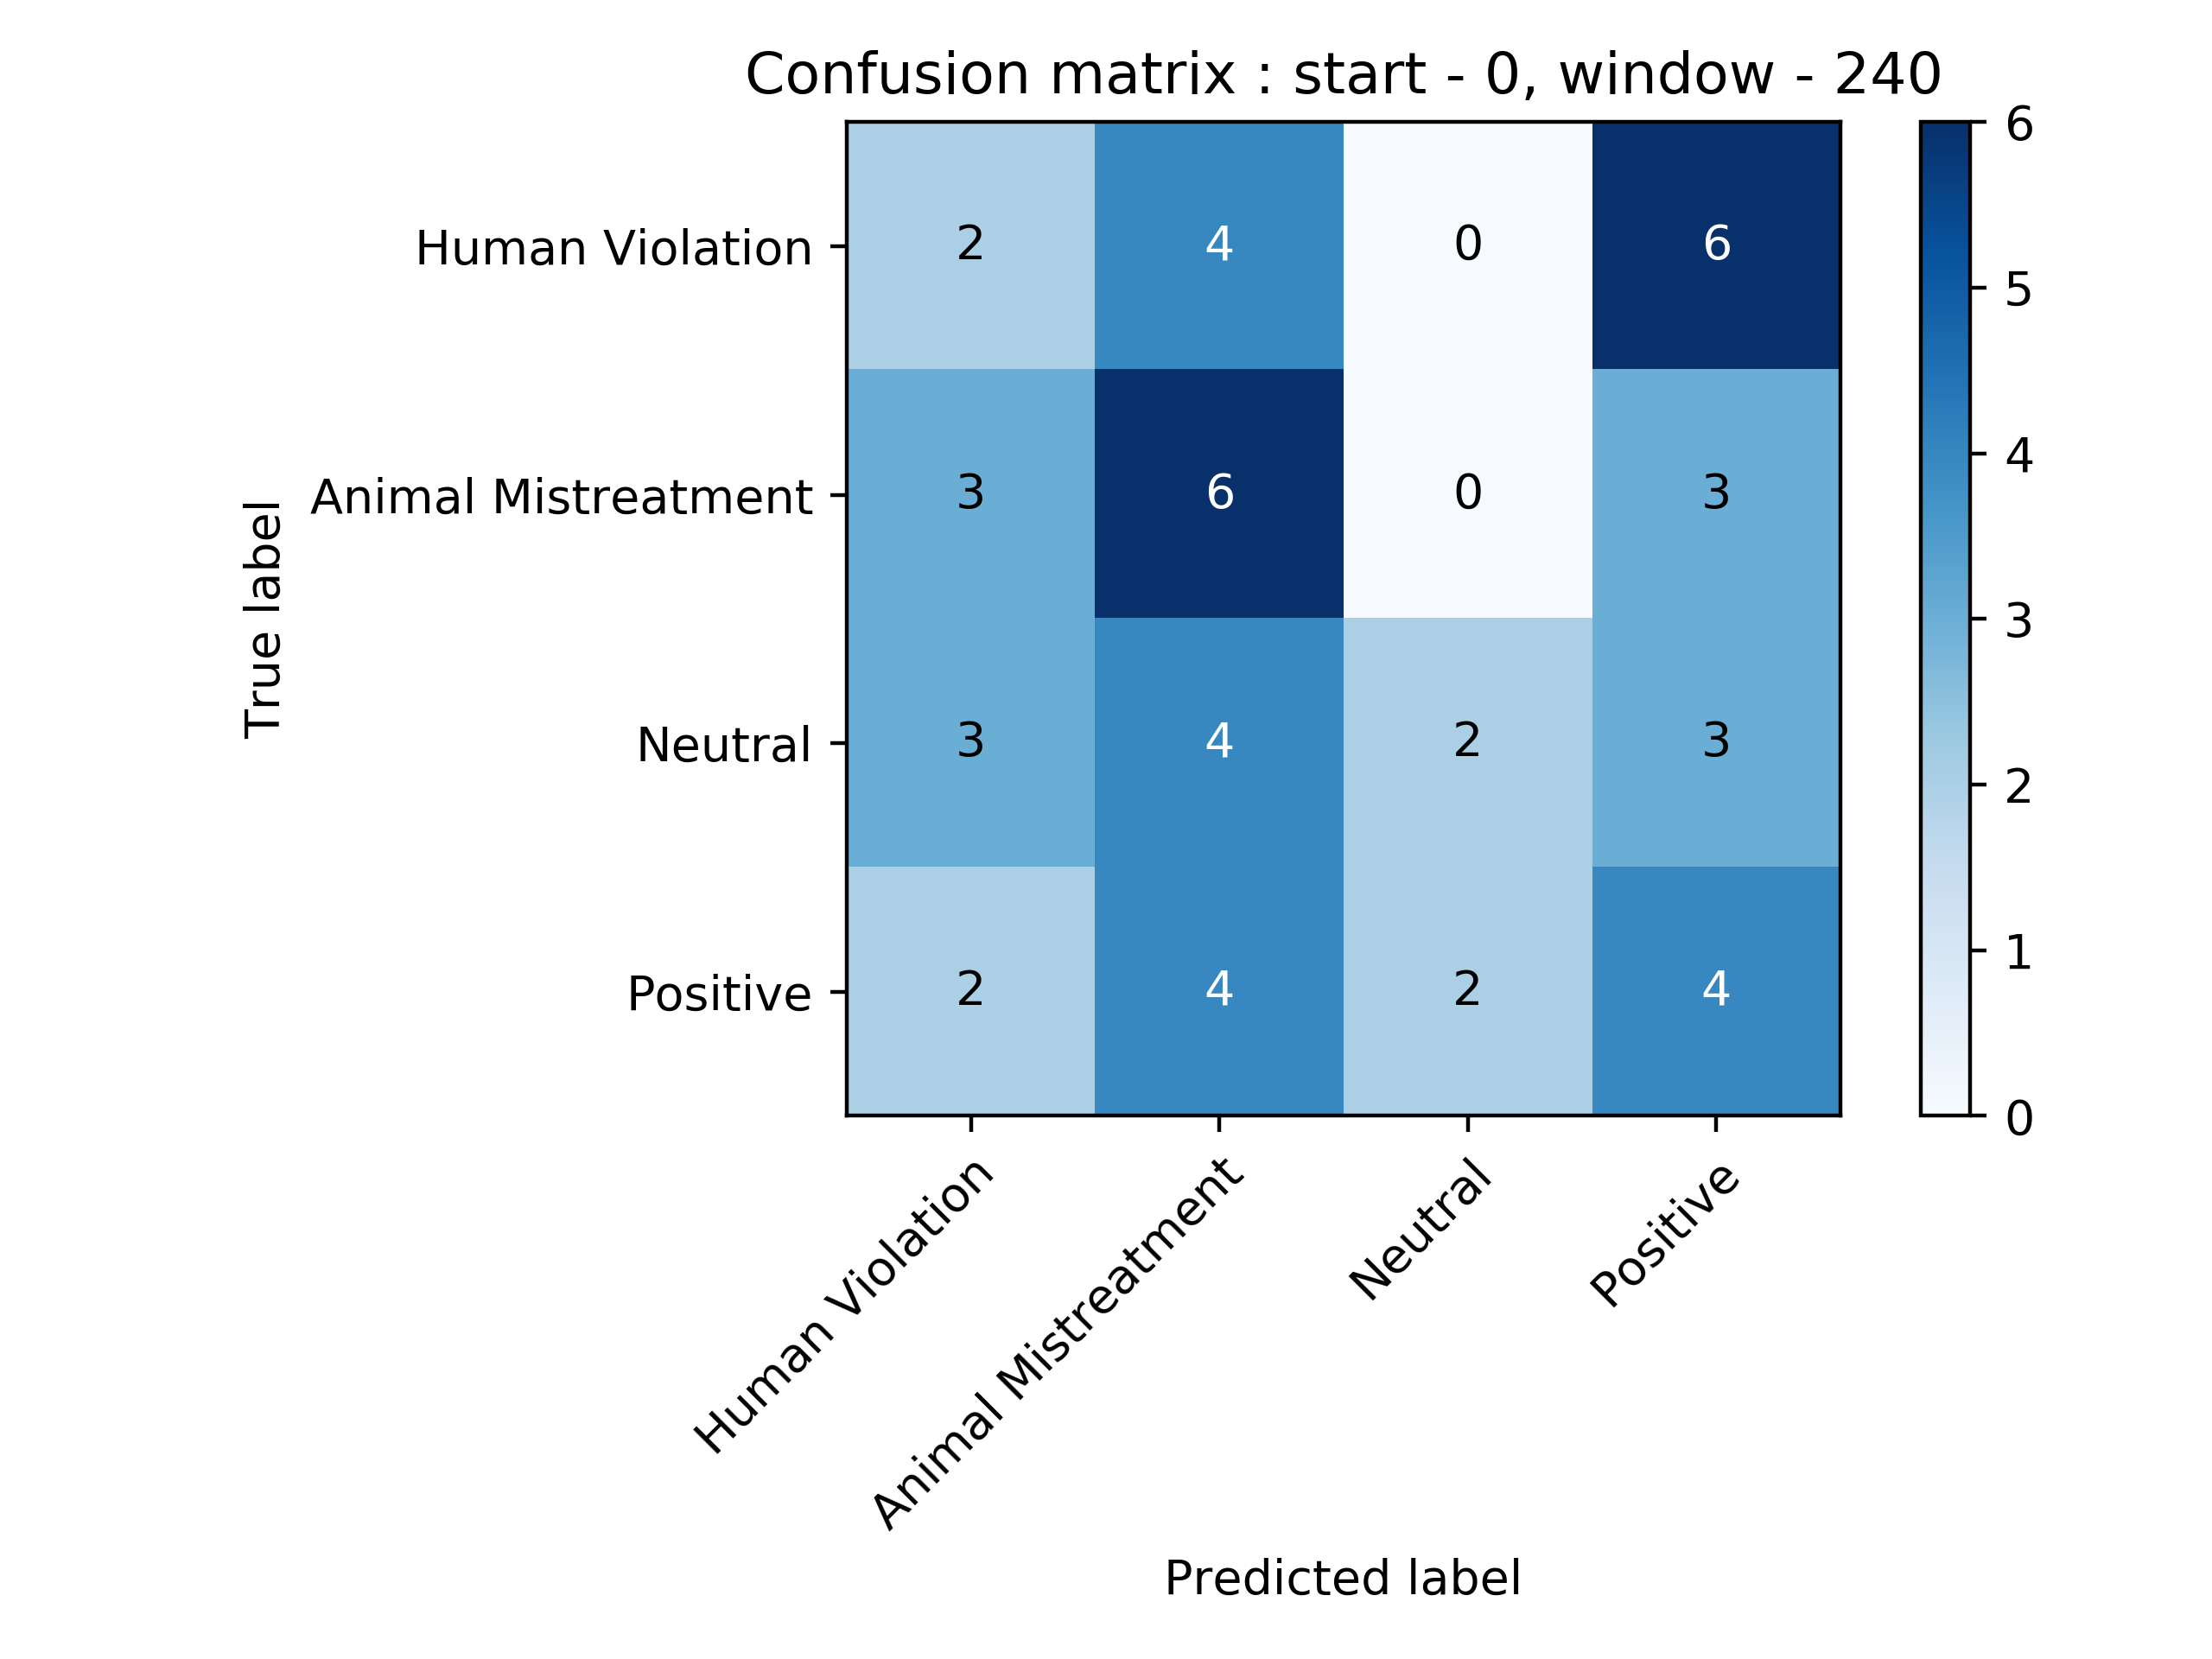 Confusion matrix : start - 0, window - 240
True label
Human Violation
2 4 0 6
Animal Mistreatment
3 6 0 3
Neutral
3 4 2 3
Positive
2 4 2 4
Human Violation
Animal Mistreatment
Neutral
Positive
Predicted label
6
5
4
3
2
1
0